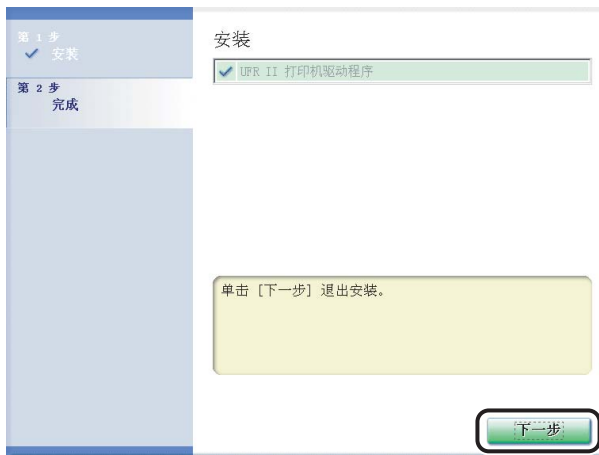 第 1 步
安装
第 2 步
完成
安装
UFR II 打印机驱动程序
单击 [下一步] 退出安装。
下一步